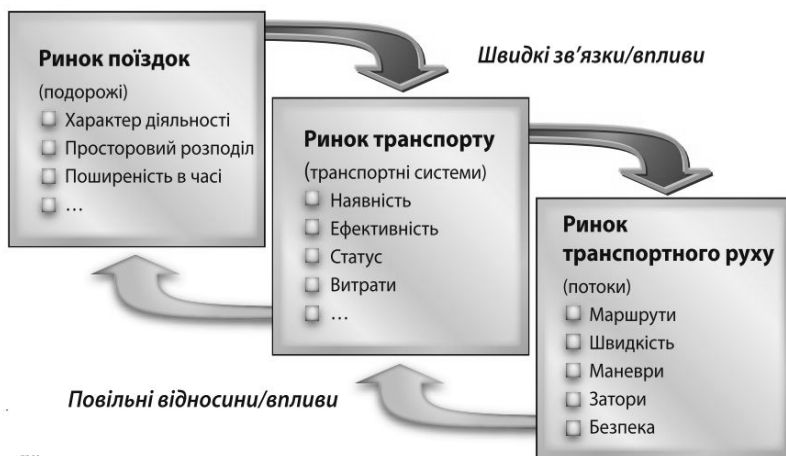 Ринок поїздок
(подорожі)
Характер діяльності
Просторовий розподіл
Поширеність в часі
...
Швидкі зв'язки/впливи
Ринок транспорту
(транспортні системи)
Наявність
Ефективність
Статус
Витрати
...
Ринок
транспортного руху
(потоки)
Маршрути
Швидкість
Маневри
Затори
Безпека
Повільні відносини/впливи